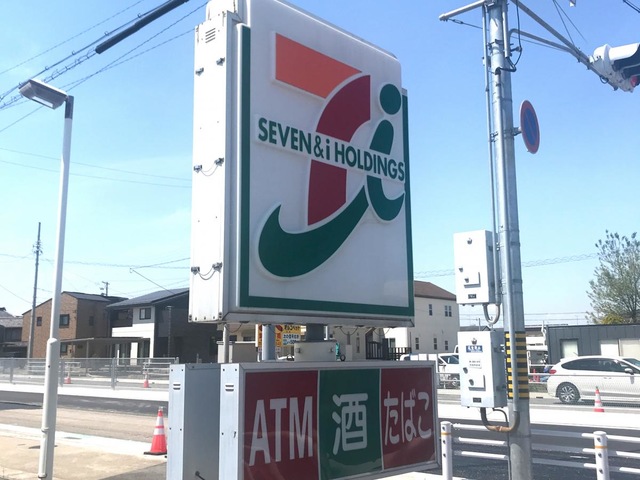 SEVEN & i HOLDINGS
ATM 酒 たばこ